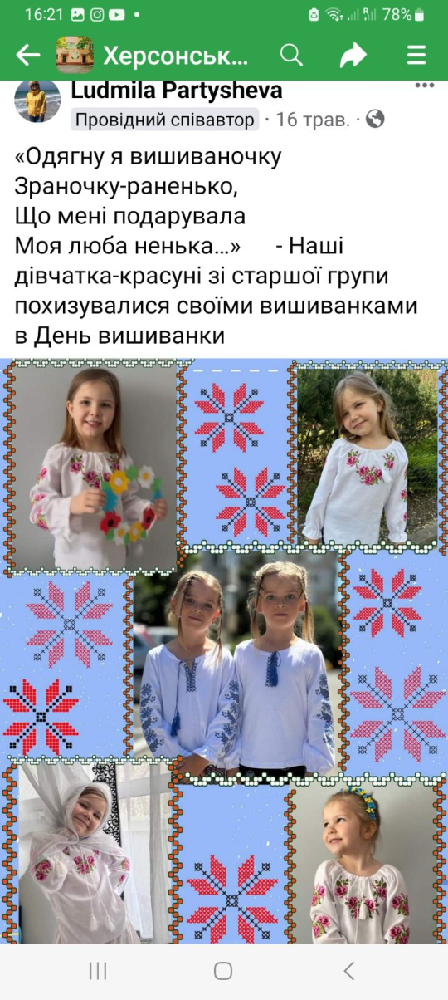 16:21
78%
Херсонськ...
Ludmila Partysheva
Провідний співавтор · 16 трав. ·
«Одягну я вишиваночку
Зраночку-раненько,
Що мені подарувала
Моя люба ненька...» - Наші
дівчатка-красуні зі старшої групи
похизувалися своїми вишиванками
в День вишиванки